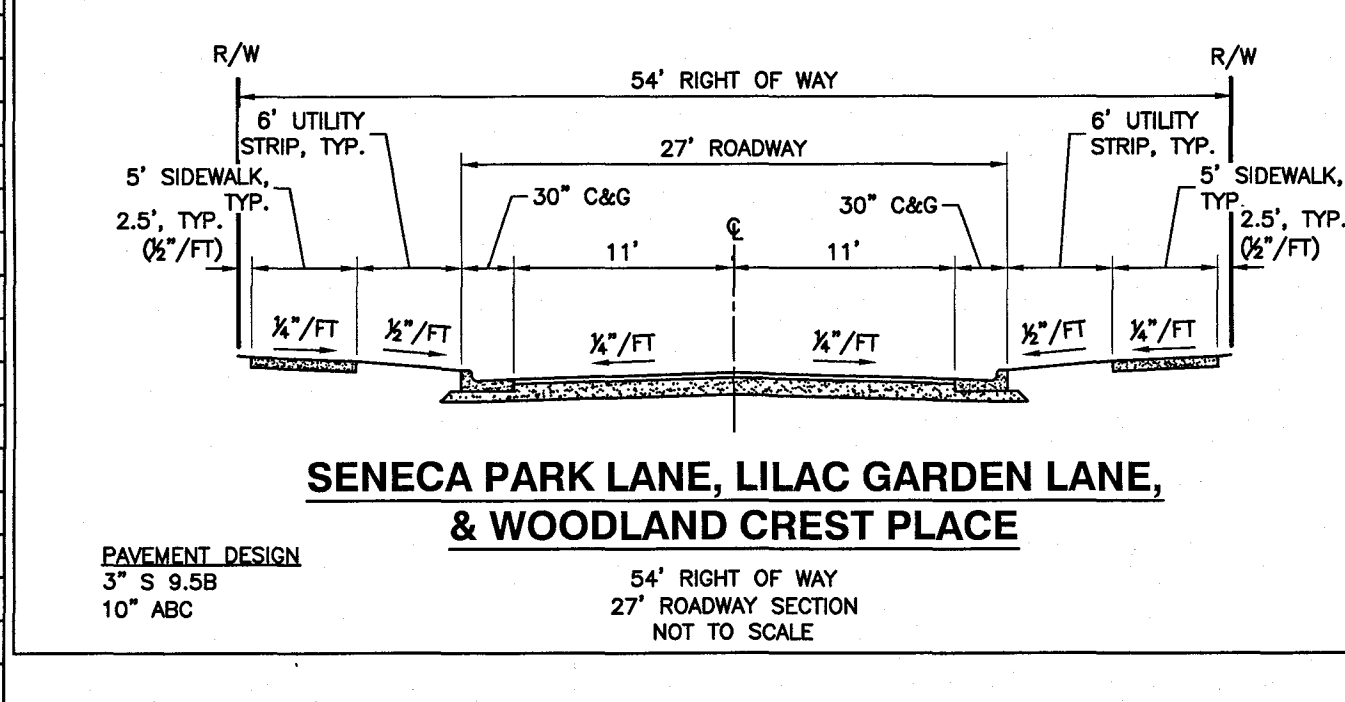 R/W
R/W
54' RIGHT OF WAY
6' UTILITY
STRIP, TYP.
6' UTILITY
STRIP, TYP.
27' ROADWAY
5' SIDEWALK,
TYP.
5' SIDEWALK,
TYP.
30" C&G
30" C&G
2.5', TYP.
(½"/FT)
2.5', TYP.
(½"/FT)
℄
11'
11'
¼"/FT
½"/FT
¼"/FT
¼"/FT
½"/FT
¼"/FT
SENECA PARK LANE, LILAC GARDEN LANE,
& WOODLAND CREST PLACE
PAVEMENT DESIGN
3" S 9.5B
10" ABC
54' RIGHT OF WAY
27' ROADWAY SECTION
NOT TO SCALE